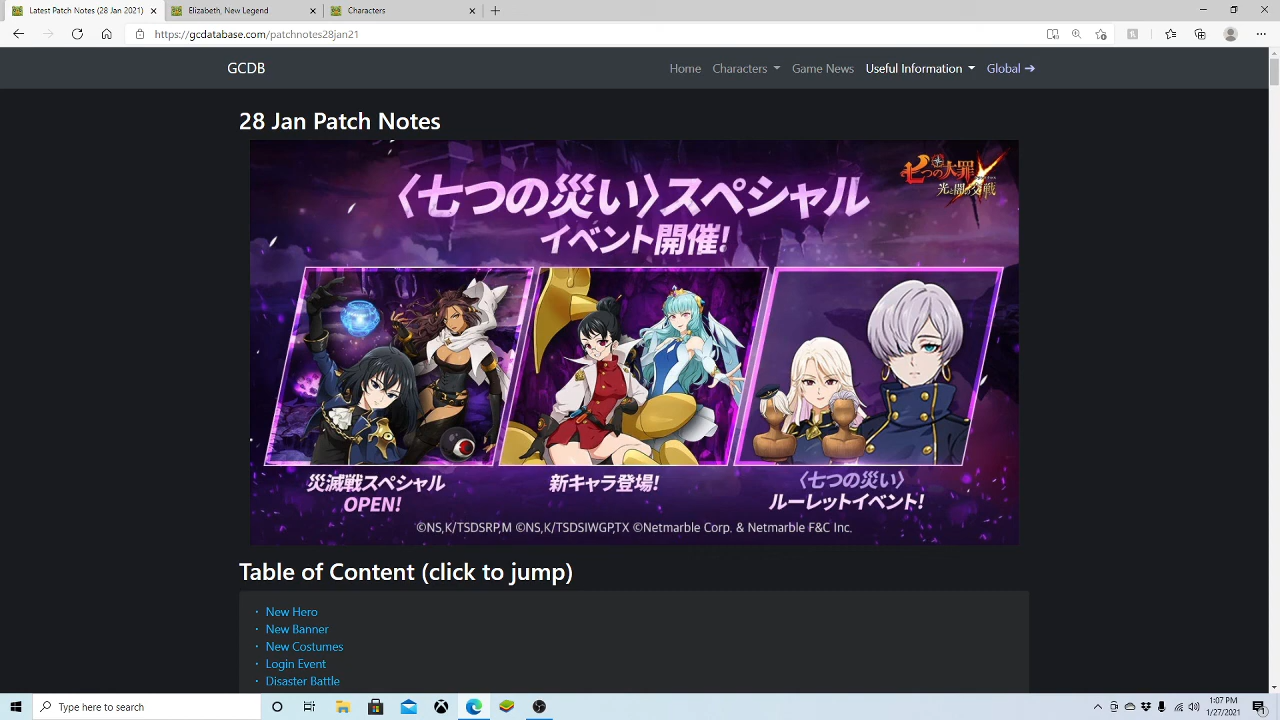 Latest Patch Notes (28 Jan 2021)
Elizabeth, New Legend
Characters
https://gcdatabase.com/patchnotes28jan21
GCDB
Home
Characters
Game News
Useful Information
Global ➔
28 Jan Patch Notes
七つの大罪
光と闇の交戦
〈七つの災い〉スペシャル
イベント開催!
災滅戦スペシャル
OPEN!
新キャラ登場!
〈七つの災い〉
ルーレットイベント!
©NS,K/TSDSRP,M ©NS,K/TSDSIWGP,TX ©Netmarble Corp. & Netmarble F&C Inc.
Table of Content (click to jump)
· New Hero
· New Banner
· New Costumes
· Login Event
· Disaster Battle
Type here to search
1:07 PM
1/27/2021